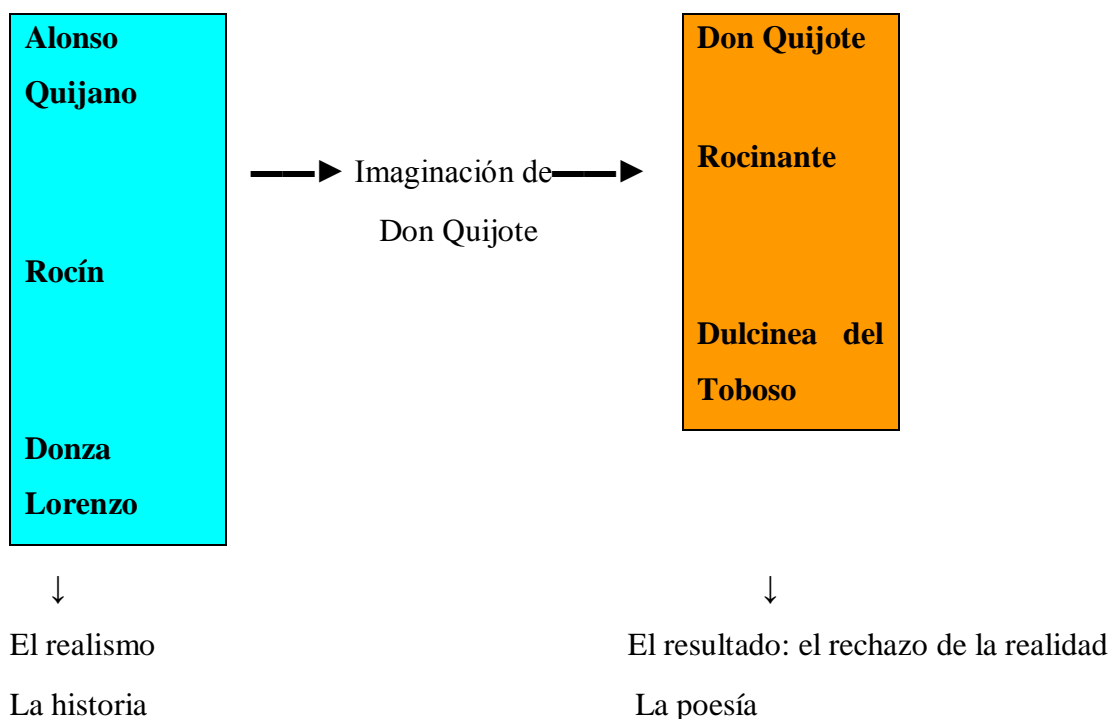 Alonso
Quijano
Rocín
Donza
Lorenzo
Imaginación de
Don Quijote
Don Quijote
Rocinante
Dulcinea del
Toboso
↓
↓
El realismo
El resultado: el rechazo de la realidad
La historia
La poesía